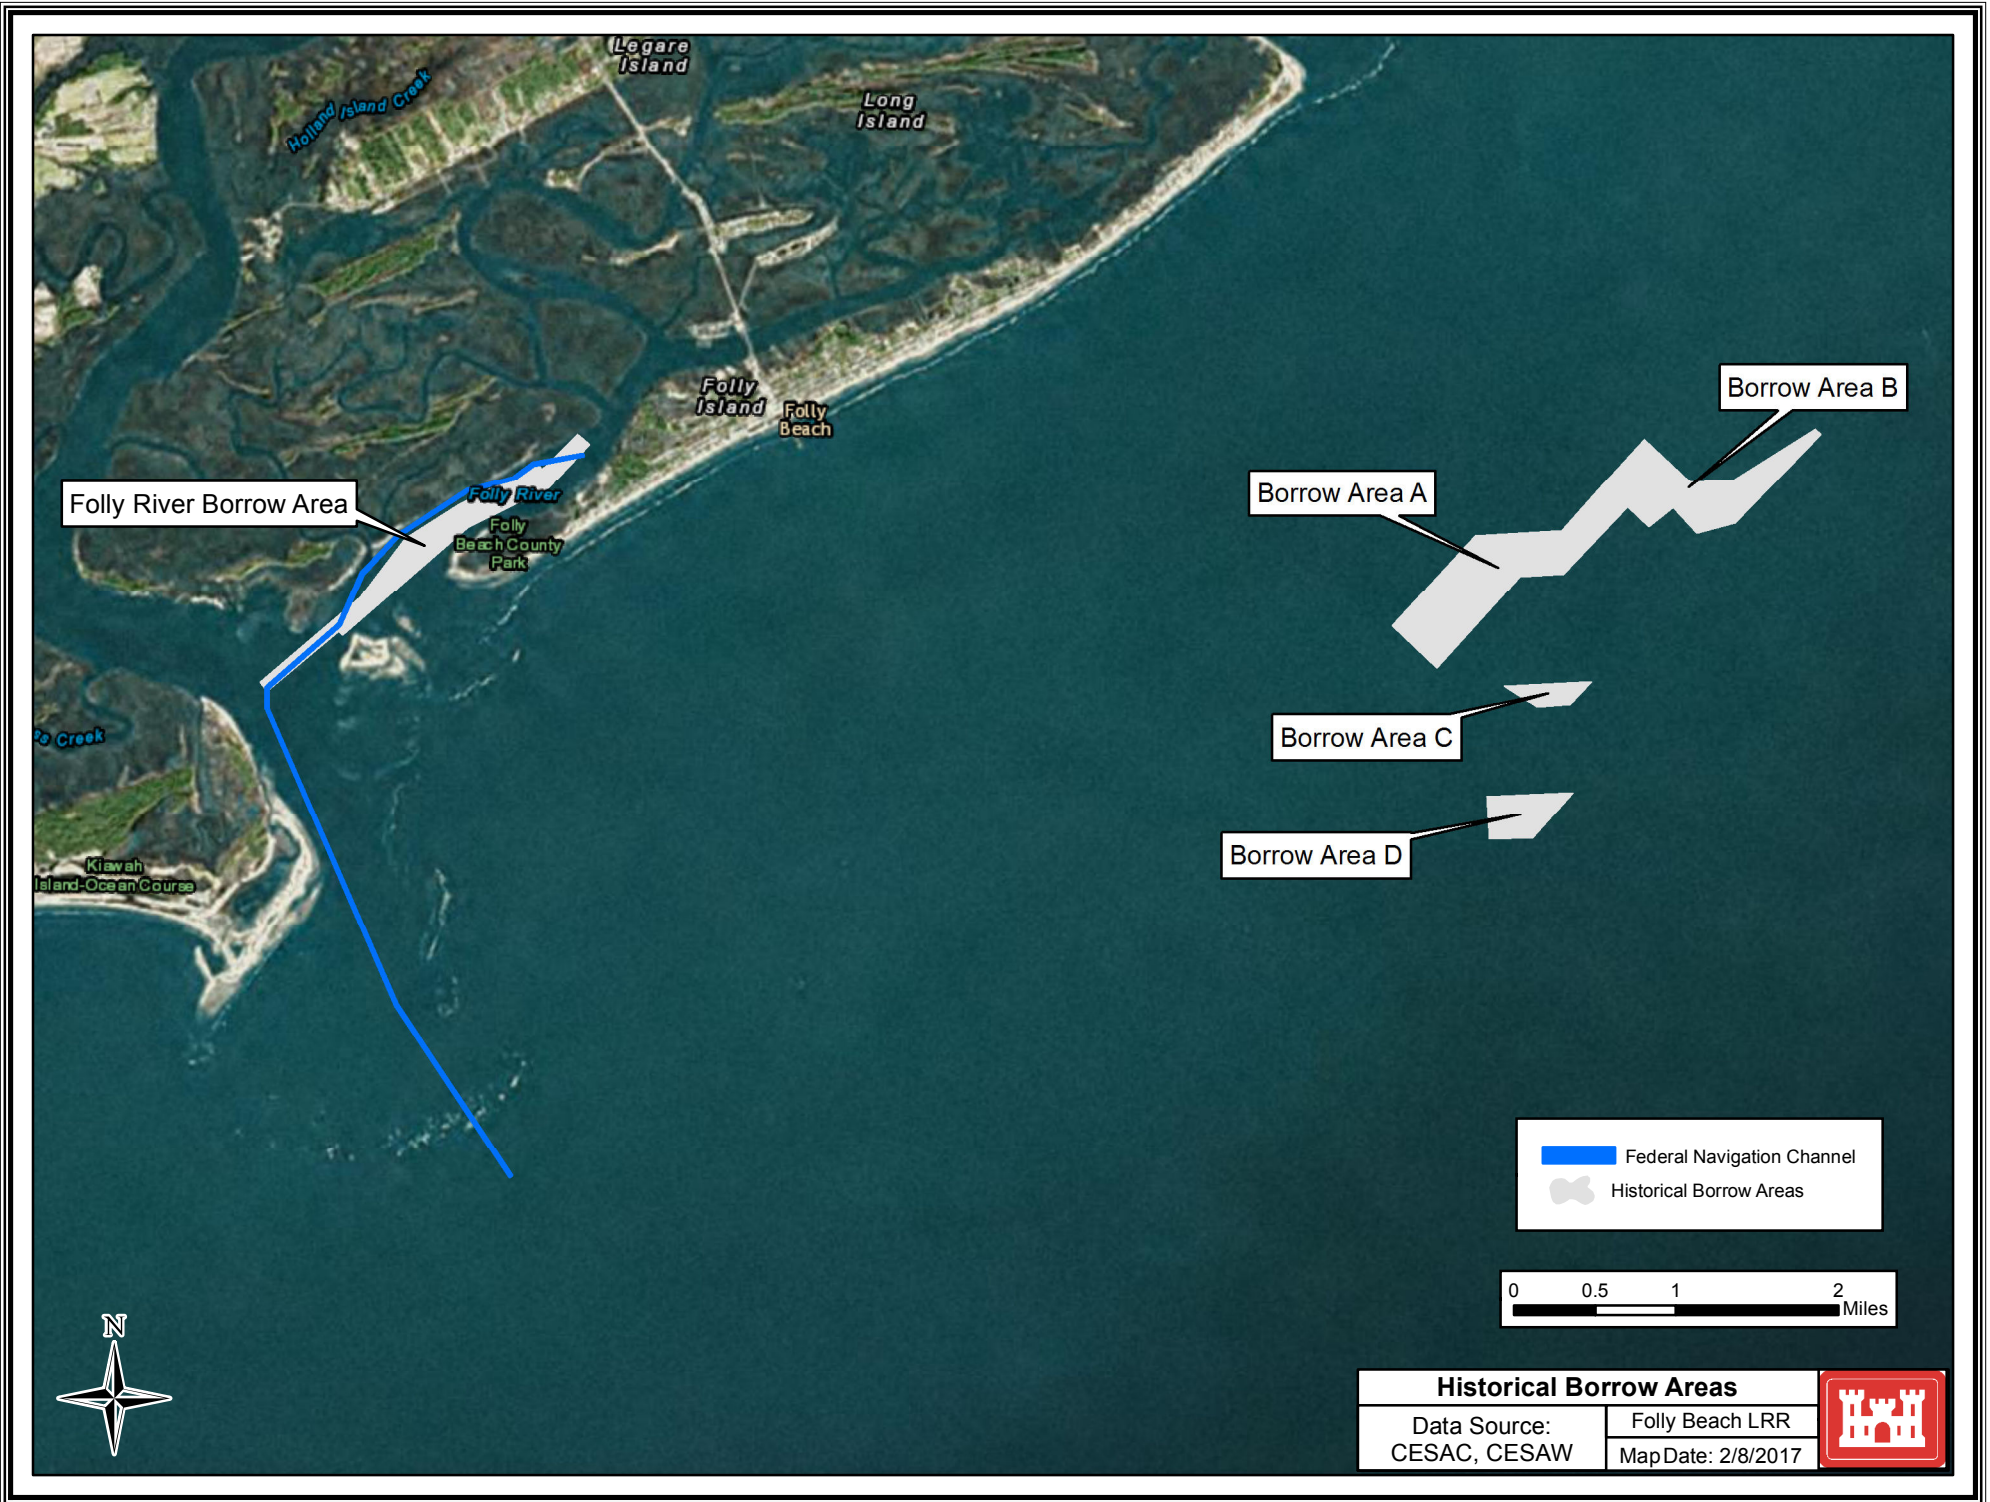 Legare
Island
Holland Island Creek
Long
Island
Folly
Island
Folly
Beach
Borrow Area B
Borrow Area A
Folly River Borrow Area
Folly River
Folly
Beach County
Park
Borrow Area C
Creek
Borrow Area D
Kiawah
Island-Ocean Course
Federal Navigation Channel
Historical Borrow Areas
0 0.5 1 2
Miles
N
Historical Borrow Areas
Data Source:
CESAC, CESAW
Folly Beach LRR
Map Date: 2/8/2017